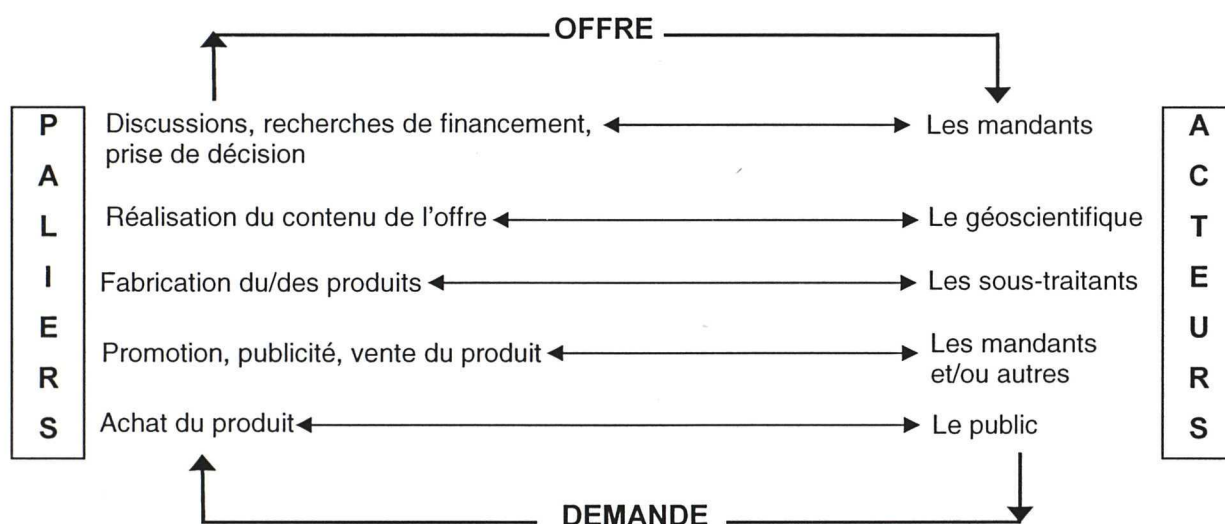 OFFRE
PALIERS
Discussions, recherches de financement,
prise de décision
Les mandants
Réalisation du contenu de l'offre
Le géoscientifique
Fabrication du/des produits
Les sous-traitants
Promotion, publicité, vente du produit
Les mandants
et/ou autres
Achat du produit
Le public
ACTEURS
DEMANDE